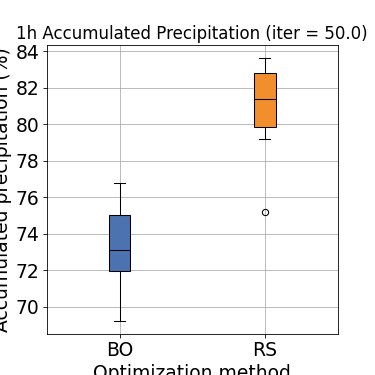 1h Accumulated Precipitation (iter = 50.0)
Accumulated precipitation (%)
84
82
80
78
76
74
72
70
BO RS
Optimization method